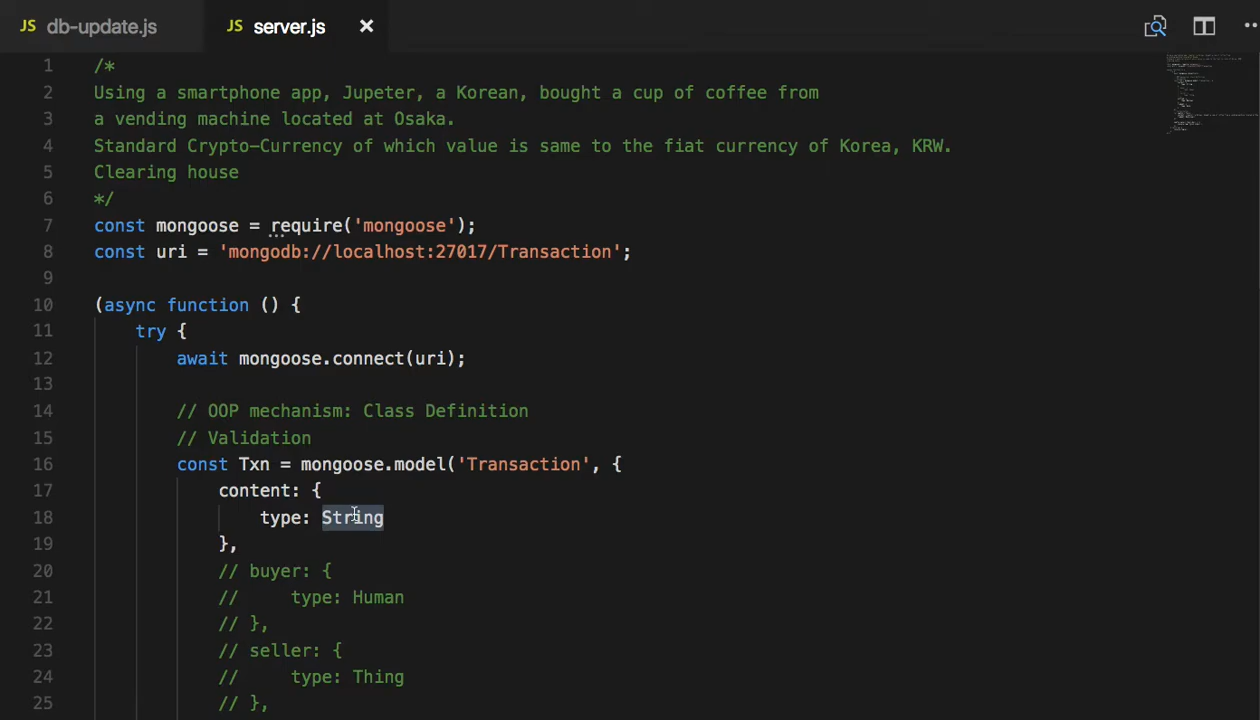 JS db-update.js JS server.js ×
1 /*
2 Using a smartphone app, Jupeter, a Korean, bought a cup of coffee from
3 a vending machine located at Osaka.
4 Standard Crypto-Currency of which value is same to the fiat currency of Korea, KRW.
5 Clearing house
6 */
7 const mongoose = require('mongoose');
8 const uri = 'mongodb://localhost:27017/Transaction';
9
10 (async function () {
11 try {
12 await mongoose.connect(uri);
13
14 // OOP mechanism: Class Definition
15 // Validation
16 const Txn = mongoose.model('Transaction', {
17 content: {
18 type: String
19 },
20 // buyer: {
21 //     type: Human
22 // },
23 // seller: {
24 //     type: Thing
25 // },